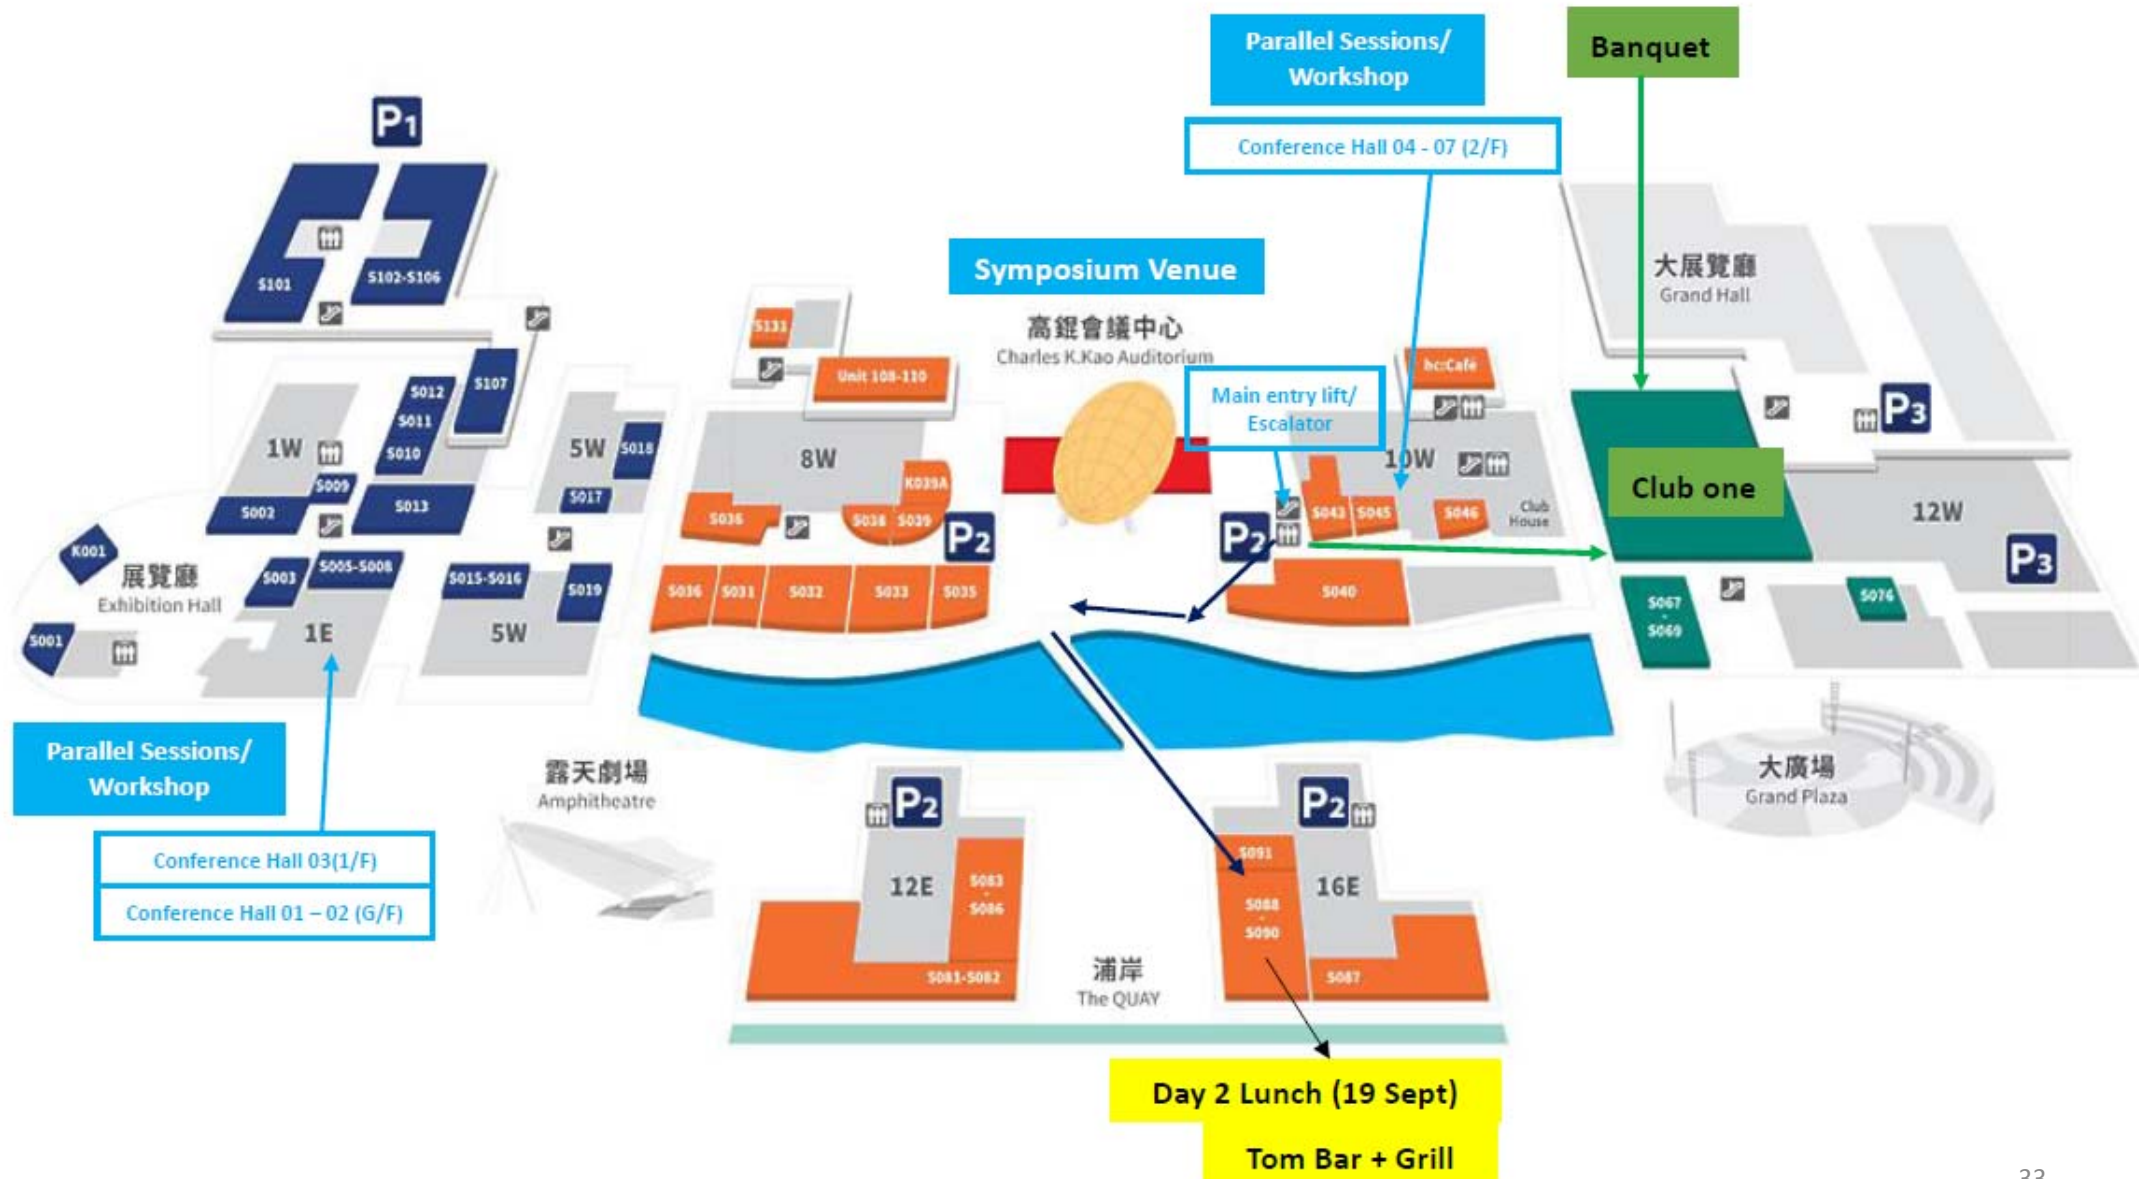 Parallel Sessions/
Workshop
Conference Hall 04 - 07 (2/F)
Banquet
P1
S101
S102-S106
Symposium Venue
高錕會議中心
Charles K.Kao Auditorium
大展覽廳
Grand Hall
S131
Unit 108-110
Main entry lift/
Escalator
hc:Café
S107
S012
S011
S010
1W
S009
S002
S013
5W
S018
S017
8W
K039A
S036
S038
S039
P2
P2
10W
S043
S045
S046
Club
House
Club one
P3
12W
P3
K001
展覽廳
Exhibition Hall
S001
S003
S005-S008
1E
S015-S016
S019
5W
S036
S031
S032
S033
S035
S040
S067
-
S069
S076
Parallel Sessions/
Workshop
Conference Hall 03(1/F)
Conference Hall 01 – 02 (G/F)
露天劇場
Amphitheatre
大廣場
Grand Plaza
P2
12E
S083
-
S086
S081-S082
P2
S091
16E
S088
-
S090
S087
浦岸
The QUAY
Day 2 Lunch (19 Sept)
Tom Bar + Grill
33